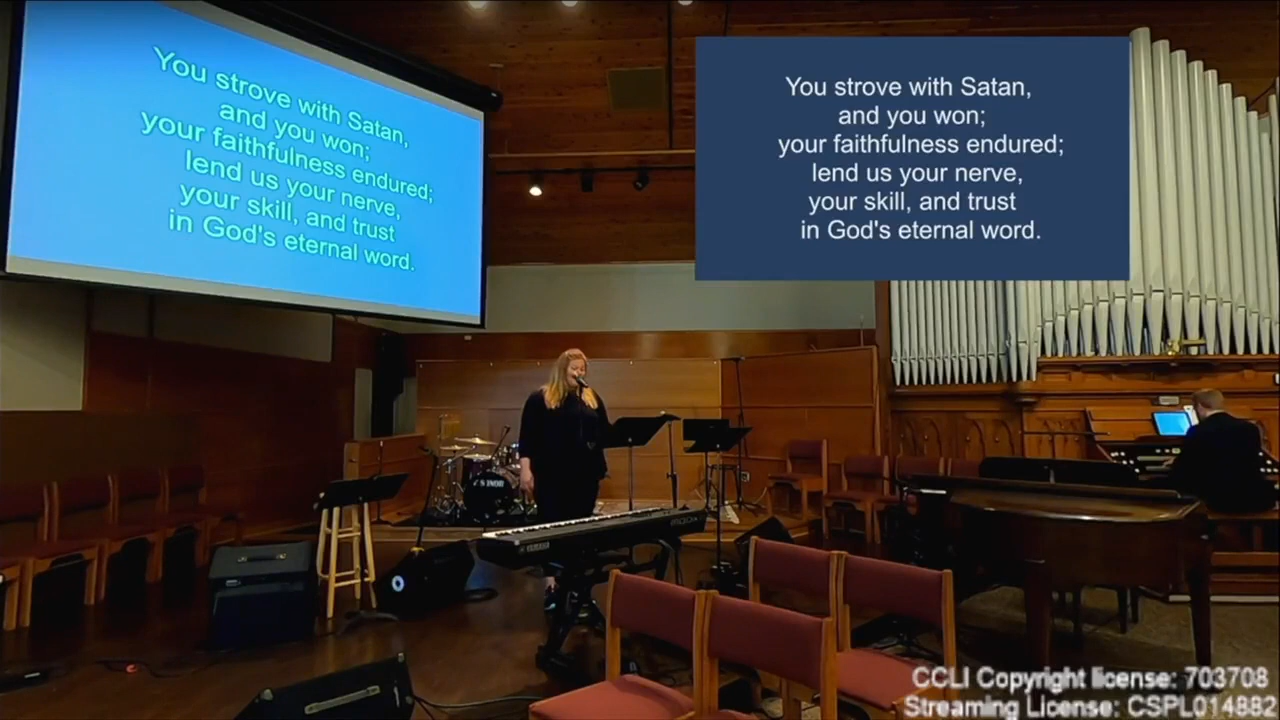 You strove with Satan,
and you won;
your faithfulness endured;
lend us your nerve,
your skill, and trust
in God's eternal word.
You strove with Satan,
and you won;
your faithfulness endured;
lend us your nerve,
your skill, and trust
in God's eternal word.
YAMAHA
CCLI Copyright license: 703708
Streaming License: CSPL014882